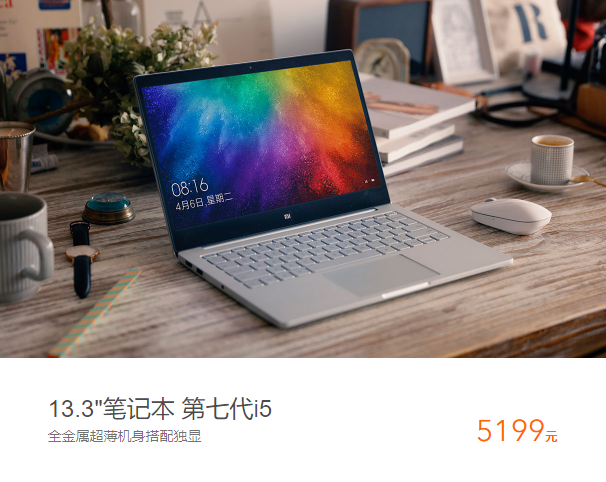 08:16
4月6日,星期二
mi
13.3"笔记本 第七代i5
全金属超薄机身搭配独显
5199元